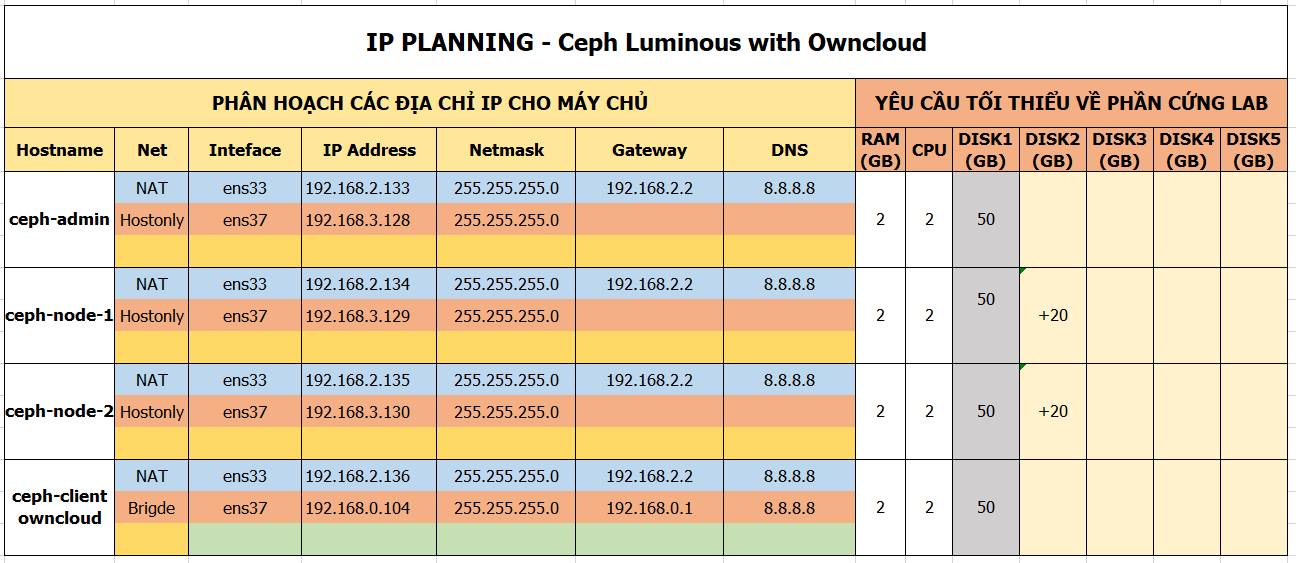 IP PLANNING - Ceph Luminous with Owncloud
PHÂN HOẠCH CÁC ĐỊA CHỈ IP CHO MÁY CHỦ YÊU CẦU TỐI THIỂU VỀ PHẦN CỨNG LAB
Hostname Net Inteface IP Address Netmask Gateway DNS RAM (GB) CPU DISK1 (GB) DISK2 (GB) DISK3 (GB) DISK4 (GB) DISK5 (GB)
NAT ens33 192.168.2.133 255.255.255.0 192.168.2.2 8.8.8.8
ceph-admin Hostonly ens37 192.168.3.128 255.255.255.0 2 2 50
NAT ens33 192.168.2.134 255.255.255.0 192.168.2.2 8.8.8.8 50
ceph-node-1 Hostonly ens37 192.168.3.129 255.255.255.0 2 2 +20
NAT ens33 192.168.2.135 255.255.255.0 192.168.2.2 8.8.8.8
ceph-node-2 Hostonly ens37 192.168.3.130 255.255.255.0 2 2 50 +20
NAT ens33 192.168.2.136 255.255.255.0 192.168.2.2 8.8.8.8
ceph-client owncloud Brigde ens37 192.168.0.104 255.255.255.0 192.168.0.1 8.8.8.8 2 2 50